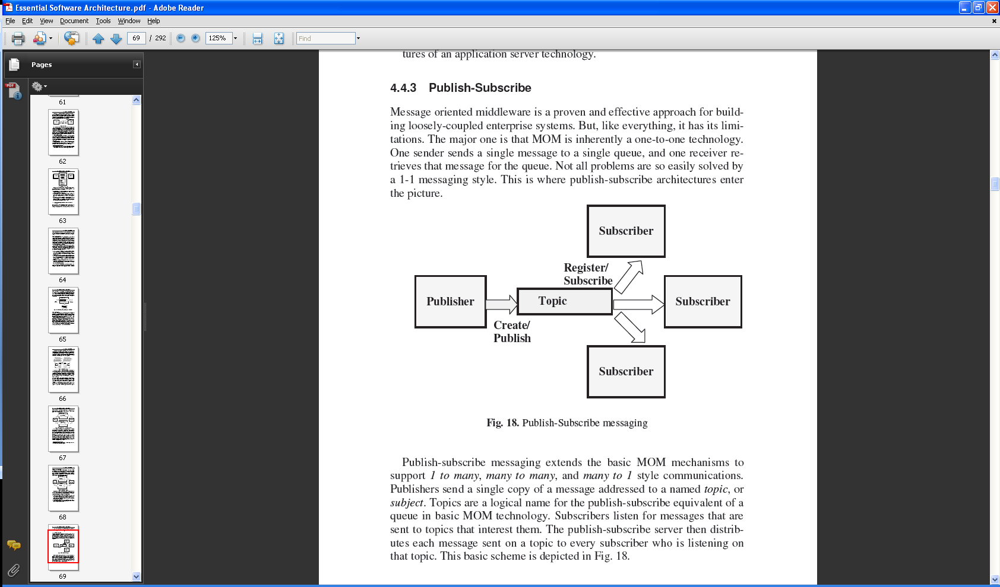 Essential Software Architecture.pdf - Adobe Reader
File Edit View Document Tools Window Help
69 / 292 125% Find
Pages
61
62
63
64
65
66
67
68
69
tures of an application server technology.
4.4.3 Publish-Subscribe
Message oriented middleware is a proven and effective approach for build-
ing loosely-coupled enterprise systems. But, like everything, it has its limi-
tations. The major one is that MOM is inherently a one-to-one technology.
One sender sends a single message to a single queue, and one receiver re-
trieves that message for the queue. Not all problems are so easily solved by
a 1-1 messaging style. This is where publish-subscribe architectures enter
the picture.
Subscriber
Register/
Subscribe
Publisher
Topic
Subscriber
Create/
Publish
Subscriber
Fig. 18. Publish-Subscribe messaging
Publish-subscribe messaging extends the basic MOM mechanisms to
support 1 to many, many to many, and many to 1 style communications.
Publishers send a single copy of a message addressed to a named topic, or
subject. Topics are a logical name for the publish-subscribe equivalent of a
queue in basic MOM technology. Subscribers listen for messages that are
sent to topics that interest them. The publish-subscribe server then distrib-
utes each message sent on a topic to every subscriber who is listening on
that topic. This basic scheme is depicted in Fig. 18.